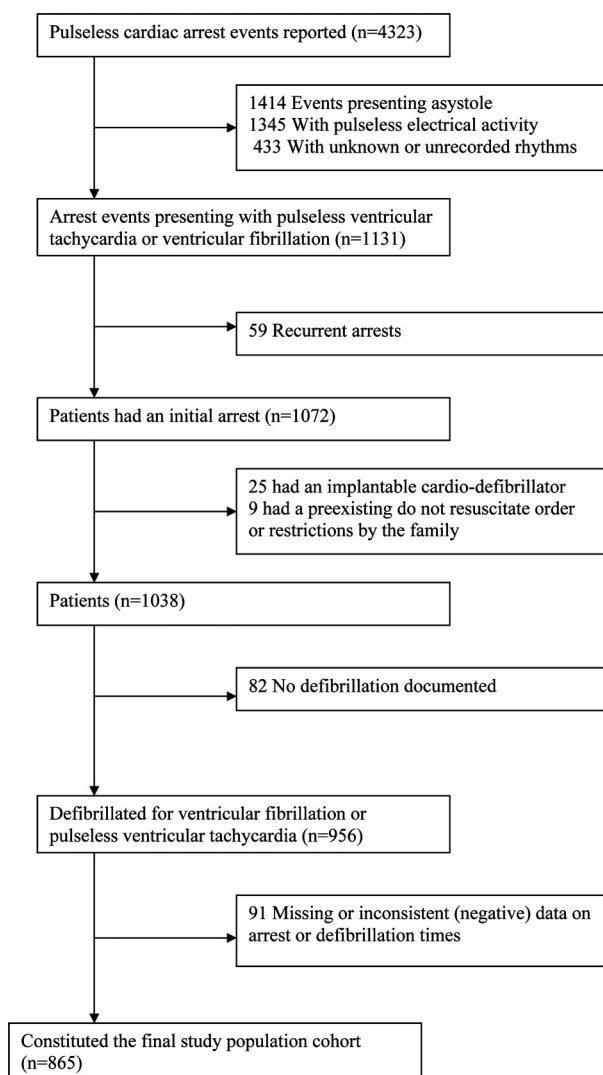 Pulseless cardiac arrest events reported (n=4323)
1414 Events presenting asystole
1345 With pulseless electrical activity
433 With unknown or unrecorded rhythms
Arrest events presenting with pulseless ventricular
tachycardia or ventricular fibrillation (n=1131)
59 Recurrent arrests
Patients had an initial arrest (n=1072)
25 had an implantable cardio-defibrillator
9 had a preexisting do not resuscitate order
or restrictions by the family
Patients (n=1038)
82 No defibrillation documented
Defibrillated for ventricular fibrillation or
pulseless ventricular tachycardia (n=956)
91 Missing or inconsistent (negative) data on
arrest or defibrillation times
Constituted the final study population cohort
(n=865)